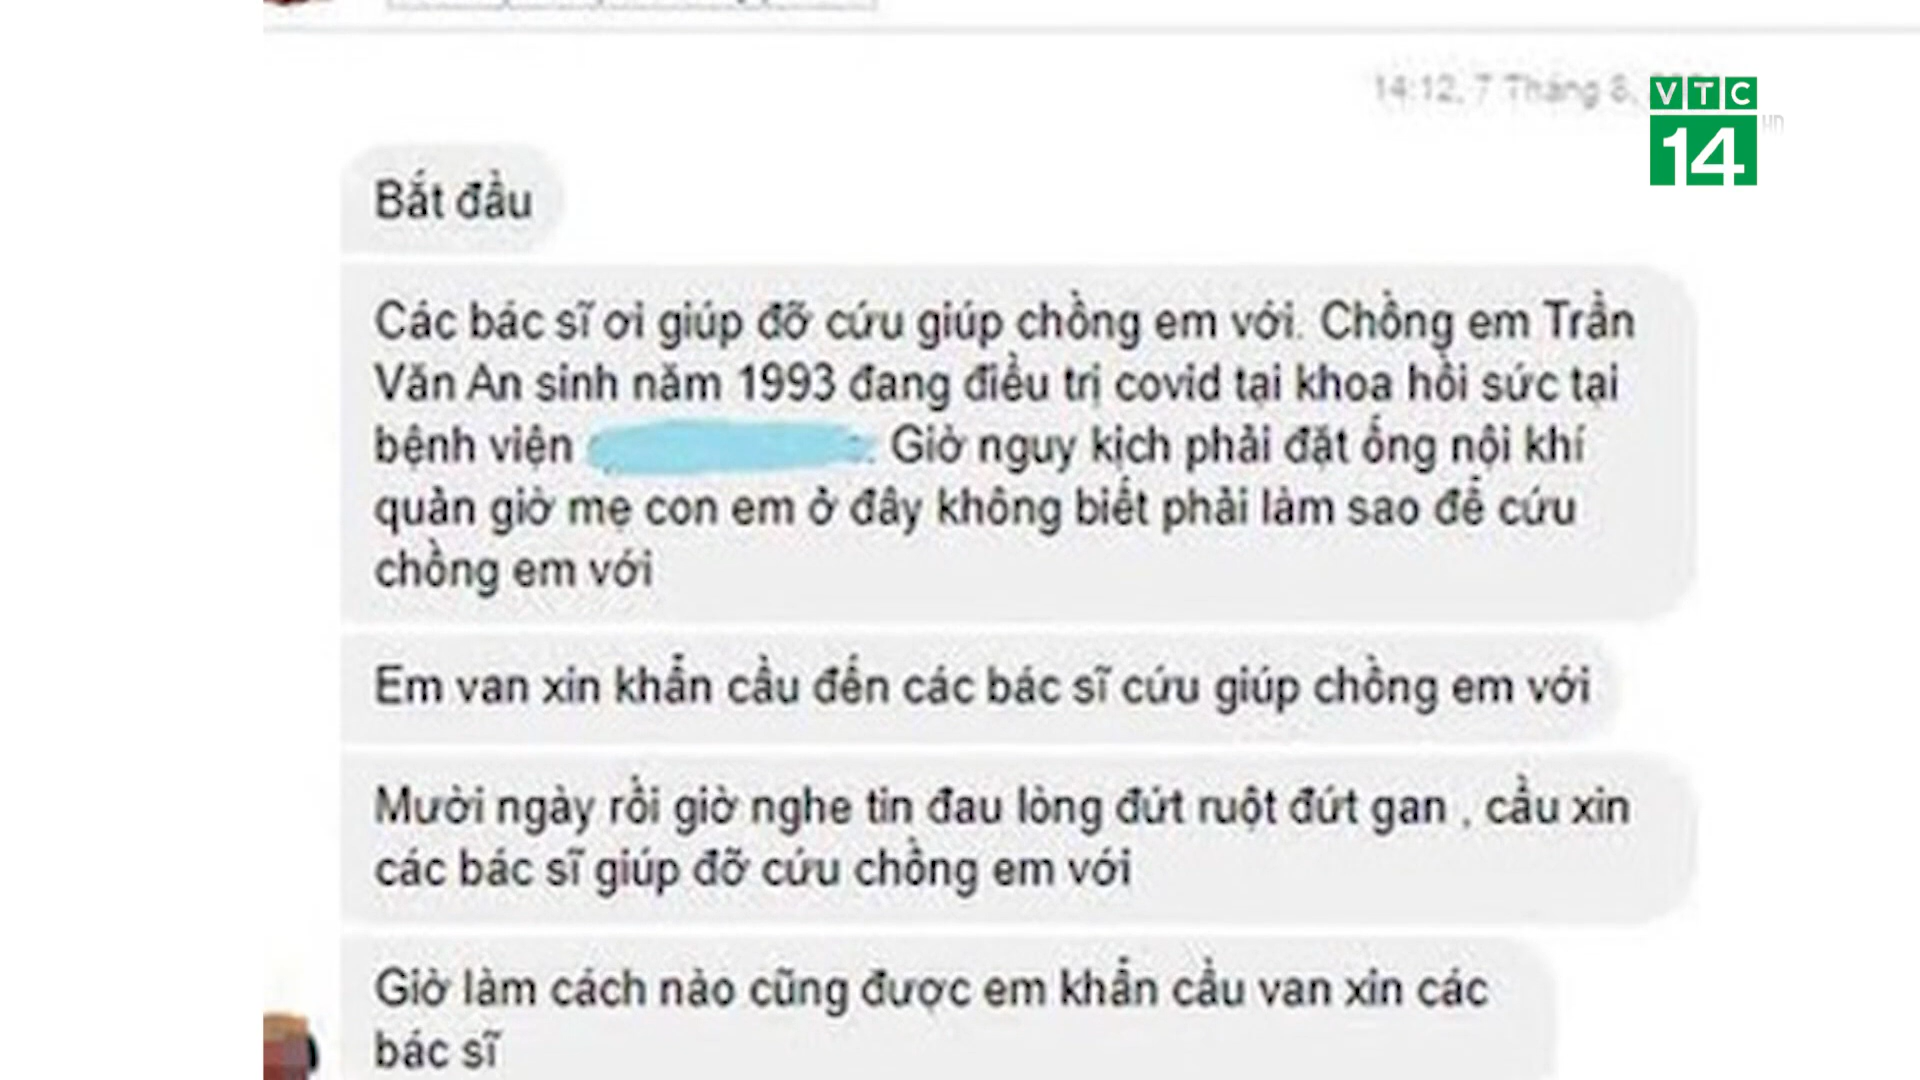 14:12, 7 Tháng 8,
VTC
14
Bắt đầu
Các bác sĩ ơi giúp đỡ cứu giúp chồng em với. Chồng em Trần
Văn An sinh năm 1993 đang điều trị covid tại khoa hồi sức tại
bệnh viện . Giờ nguy kịch phải đặt ống nội khí
quản giờ mẹ con em ở đây không biết phải làm sao để cứu
chồng em với
Em van xin khẩn cầu đến các bác sĩ cứu giúp chồng em với
Mười ngày rồi giờ nghe tin đau lòng đứt ruột đứt gan , cầu xin
các bác sĩ giúp đỡ cứu chồng em với
Giờ làm cách nào cũng được em khẩn cầu van xin các
bác sĩ